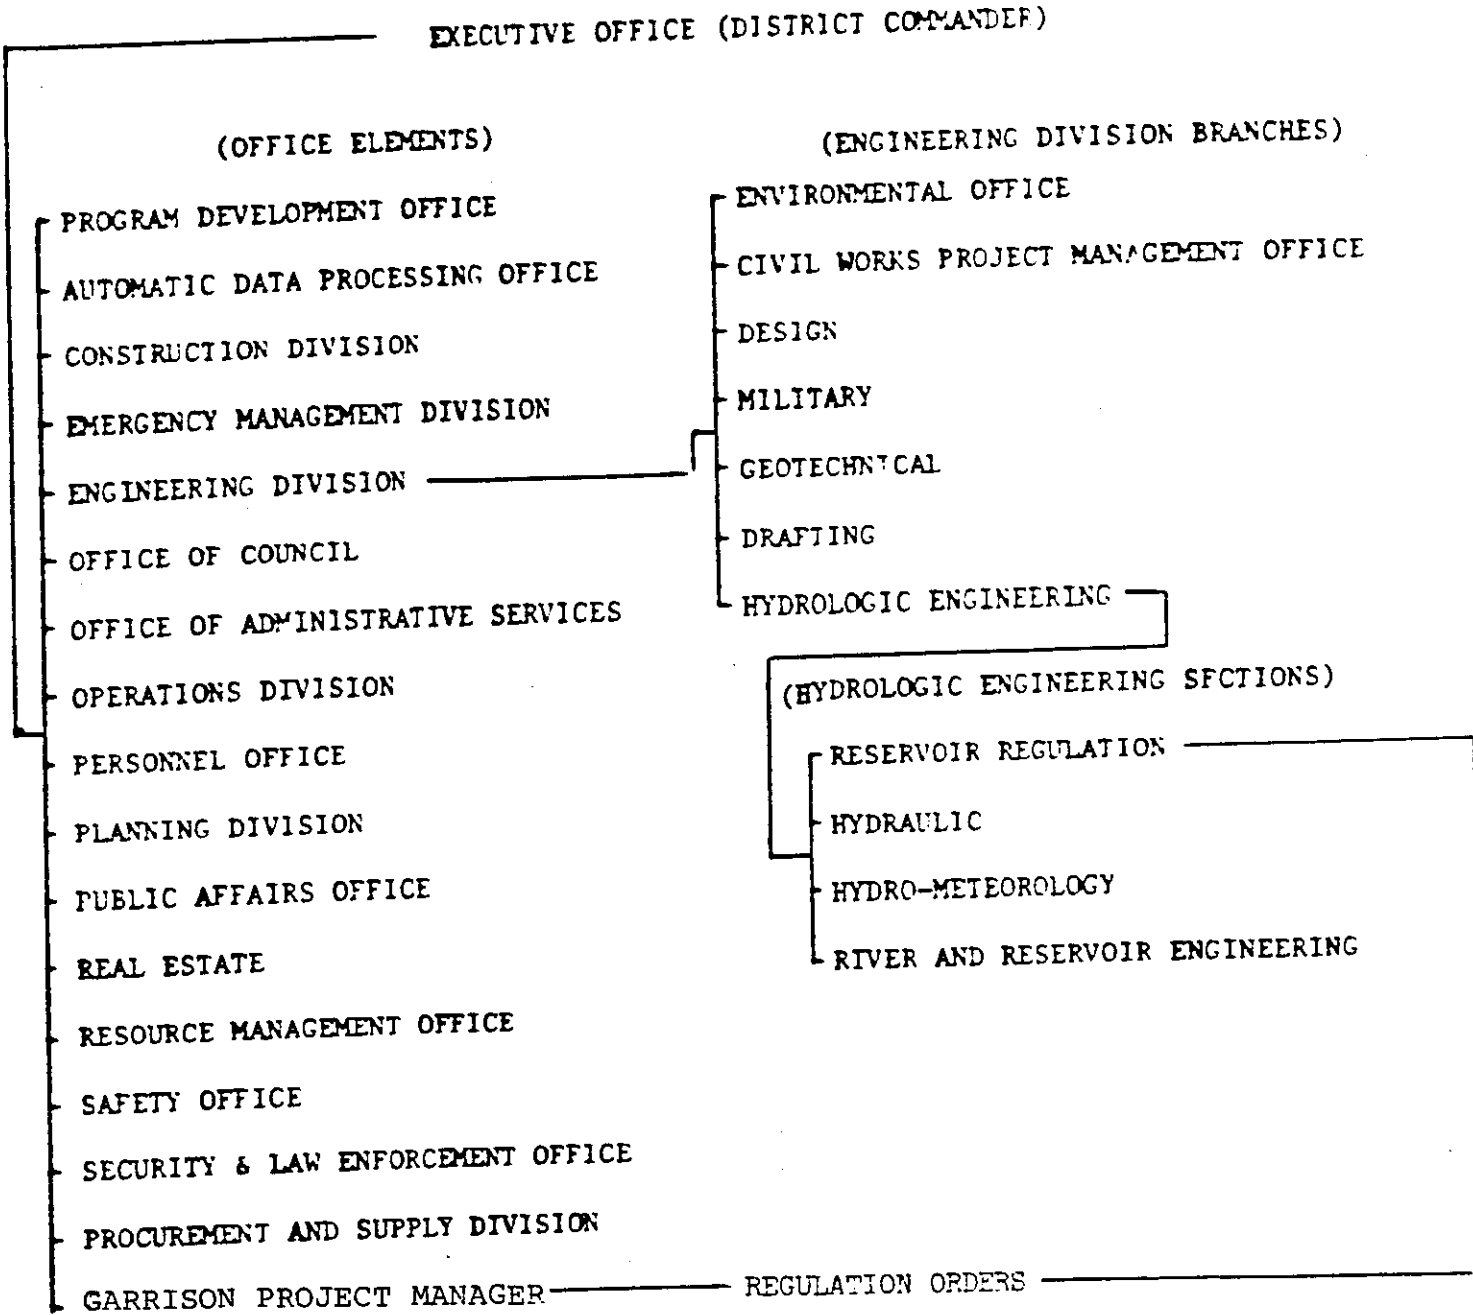 EXECUTIVE OFFICE (DISTRICT COMMANDER)
(OFFICE ELEMENTS)
PROGRAM DEVELOPMENT OFFICE
AUTOMATIC DATA PROCESSING OFFICE
CONSTRUCTION DIVISION
EMERGENCY MANAGEMENT DIVISION
ENGINEERING DIVISION
OFFICE OF COUNCIL
OFFICE OF ADMINISTRATIVE SERVICES
OPERATIONS DIVISION
PERSONNEL OFFICE
PLANNING DIVISION
PUBLIC AFFAIRS OFFICE
REAL ESTATE
RESOURCE MANAGEMENT OFFICE
SAFETY OFFICE
SECURITY & LAW ENFORCEMENT OFFICE
PROCUREMENT AND SUPPLY DIVISION
GARRISON PROJECT MANAGER
(ENGINEERING DIVISION BRANCHES)
ENVIRONMENTAL OFFICE
CIVIL WORKS PROJECT MANAGEMENT OFFICE
DESIGN
MILITARY
GEOTECHNICAL
DRAFTING
HYDROLOGIC ENGINEERING
(HYDROLOGIC ENGINEERING SECTIONS)
RESERVOIR REGULATION
HYDRAULIC
HYDRO-METEOROLOGY
RIVER AND RESERVOIR ENGINEERING
REGULATION ORDERS